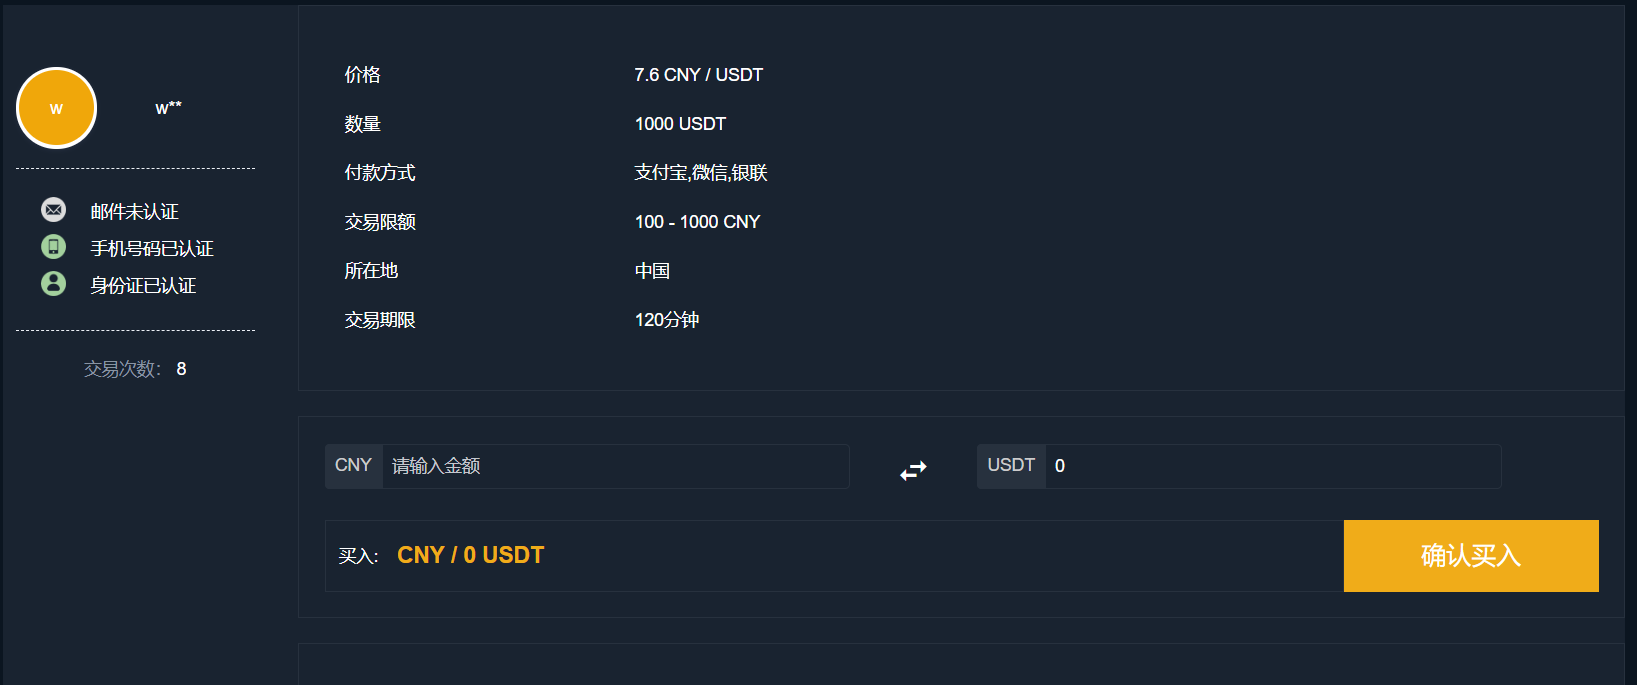 w
w**
邮件未认证
手机号码已认证
身份证已认证
交易次数： 8
价格 7.6 CNY / USDT
数量 1000 USDT
付款方式 支付宝,微信,银联
交易限额 100 - 1000 CNY
所在地 中国
交易期限 120分钟
CNY 请输入金额 USDT 0
买入: CNY / 0 USDT 确认买入